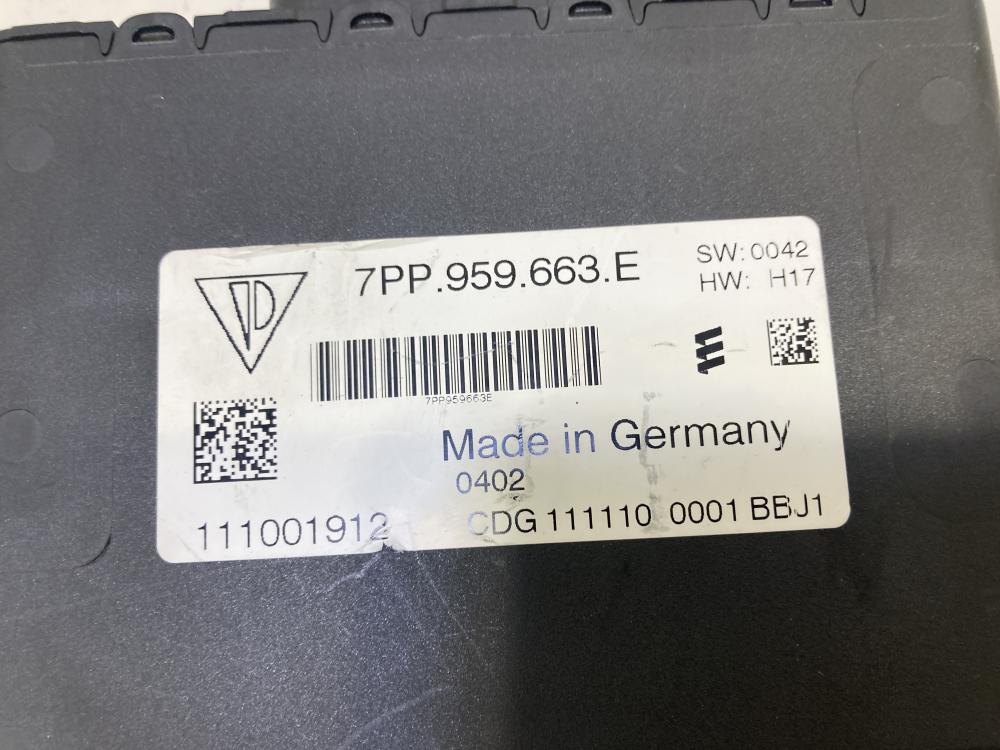 7PP.959.663.E
SW: 0042
HW: H17
7PP959663E
Made in Germany
0402
111001912
CDG 111110 0001 BBJ1